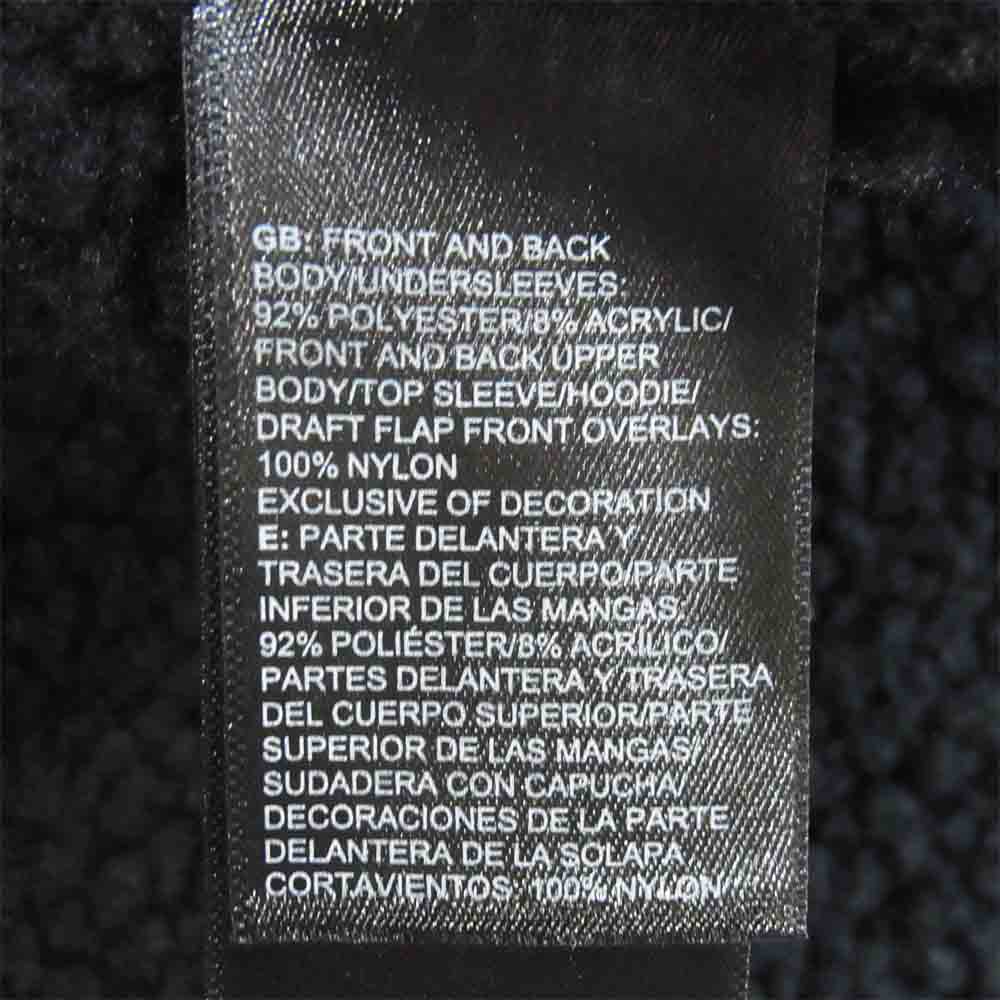 GB: FRONT AND BACK
BODY/UNDERSLEEVES:
92% POLYESTER/8% ACRYLIC/
FRONT AND BACK UPPER
BODY/TOP SLEEVE/HOODIE/
DRAFT FLAP FRONT OVERLAYS:
100% NYLON
EXCLUSIVE OF DECORATION
E: PARTE DELANTERA Y
TRASERA DEL CUERPO/PARTE
INFERIOR DE LAS MANGAS:
92% POLIÉSTER/8% ACRÍLICO/
PARTES DELANTERA Y TRASERA
DEL CUERPO SUPERIOR/PARTE
SUPERIOR DE LAS MANGAS/
SUDADERA CON CAPUCHA/
DECORACIONES DE LA PARTE
DELANTERA DE LA SOLAPA
CORTAVIENTOS: 100% NYLON